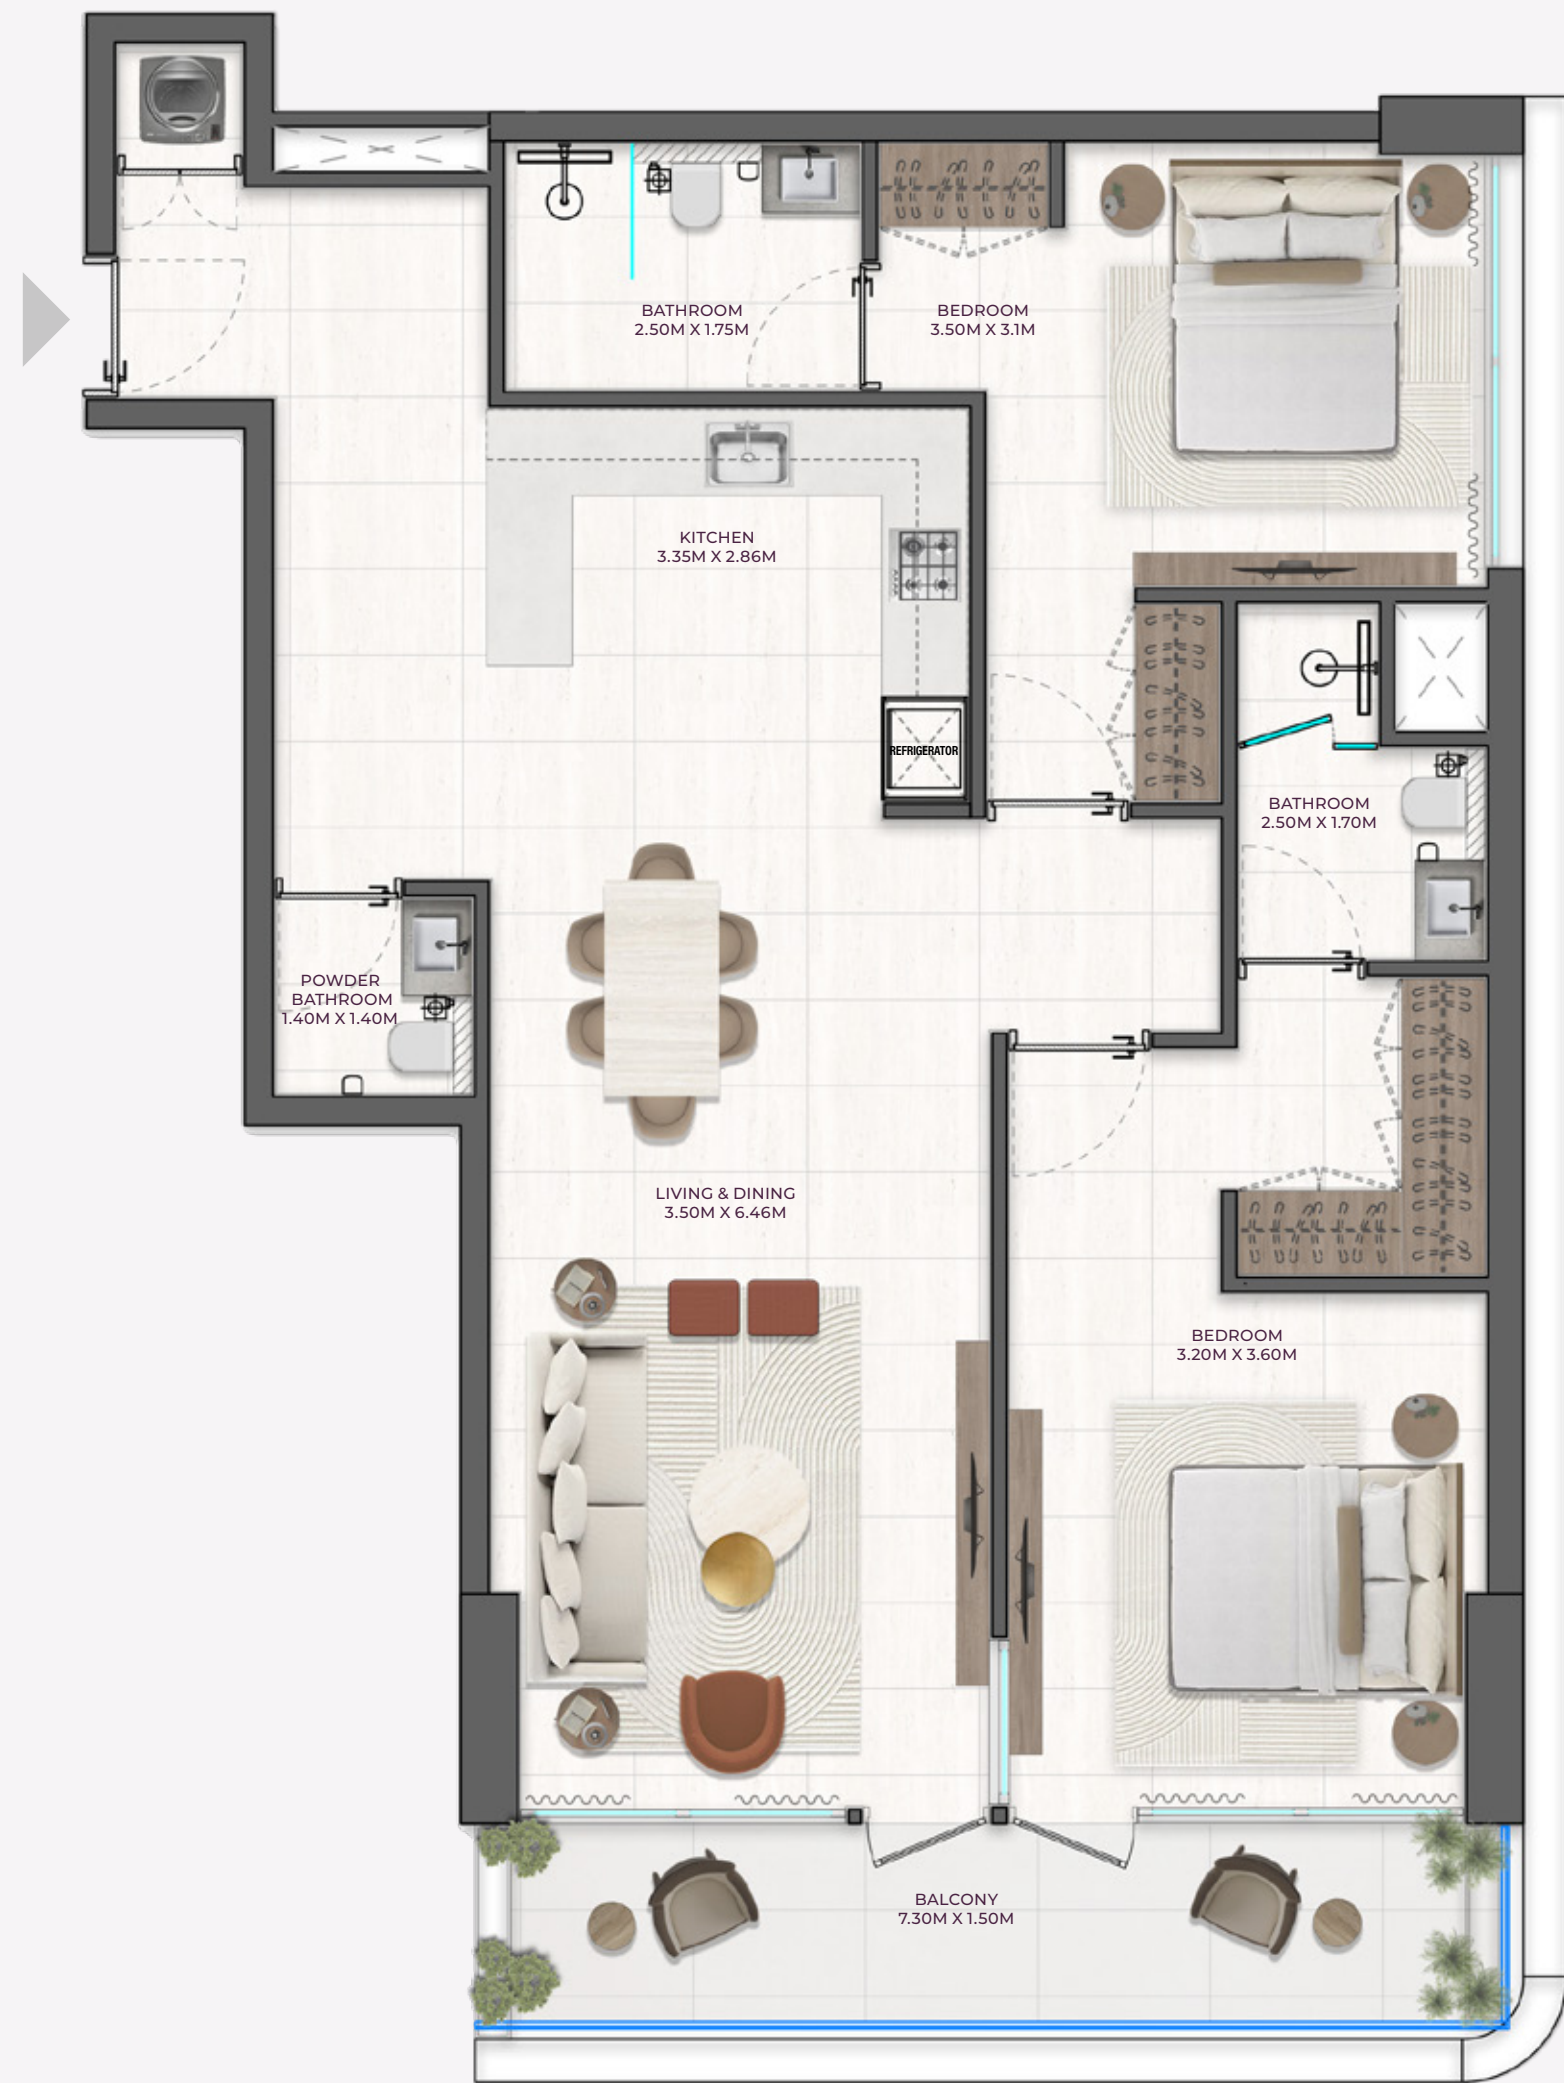 BATHROOM
2.50M X 1.75M
BEDROOM
3.50M X 3.1M
KITCHEN
3.35M X 2.86M
REFRIGERATOR
BATHROOM
2.50M X 1.70M
POWDER
BATHROOM
1.40M X 1.40M
LIVING & DINING
3.50M X 6.46M
BEDROOM
3.20M X 3.60M
BALCONY
7.30M X 1.50M